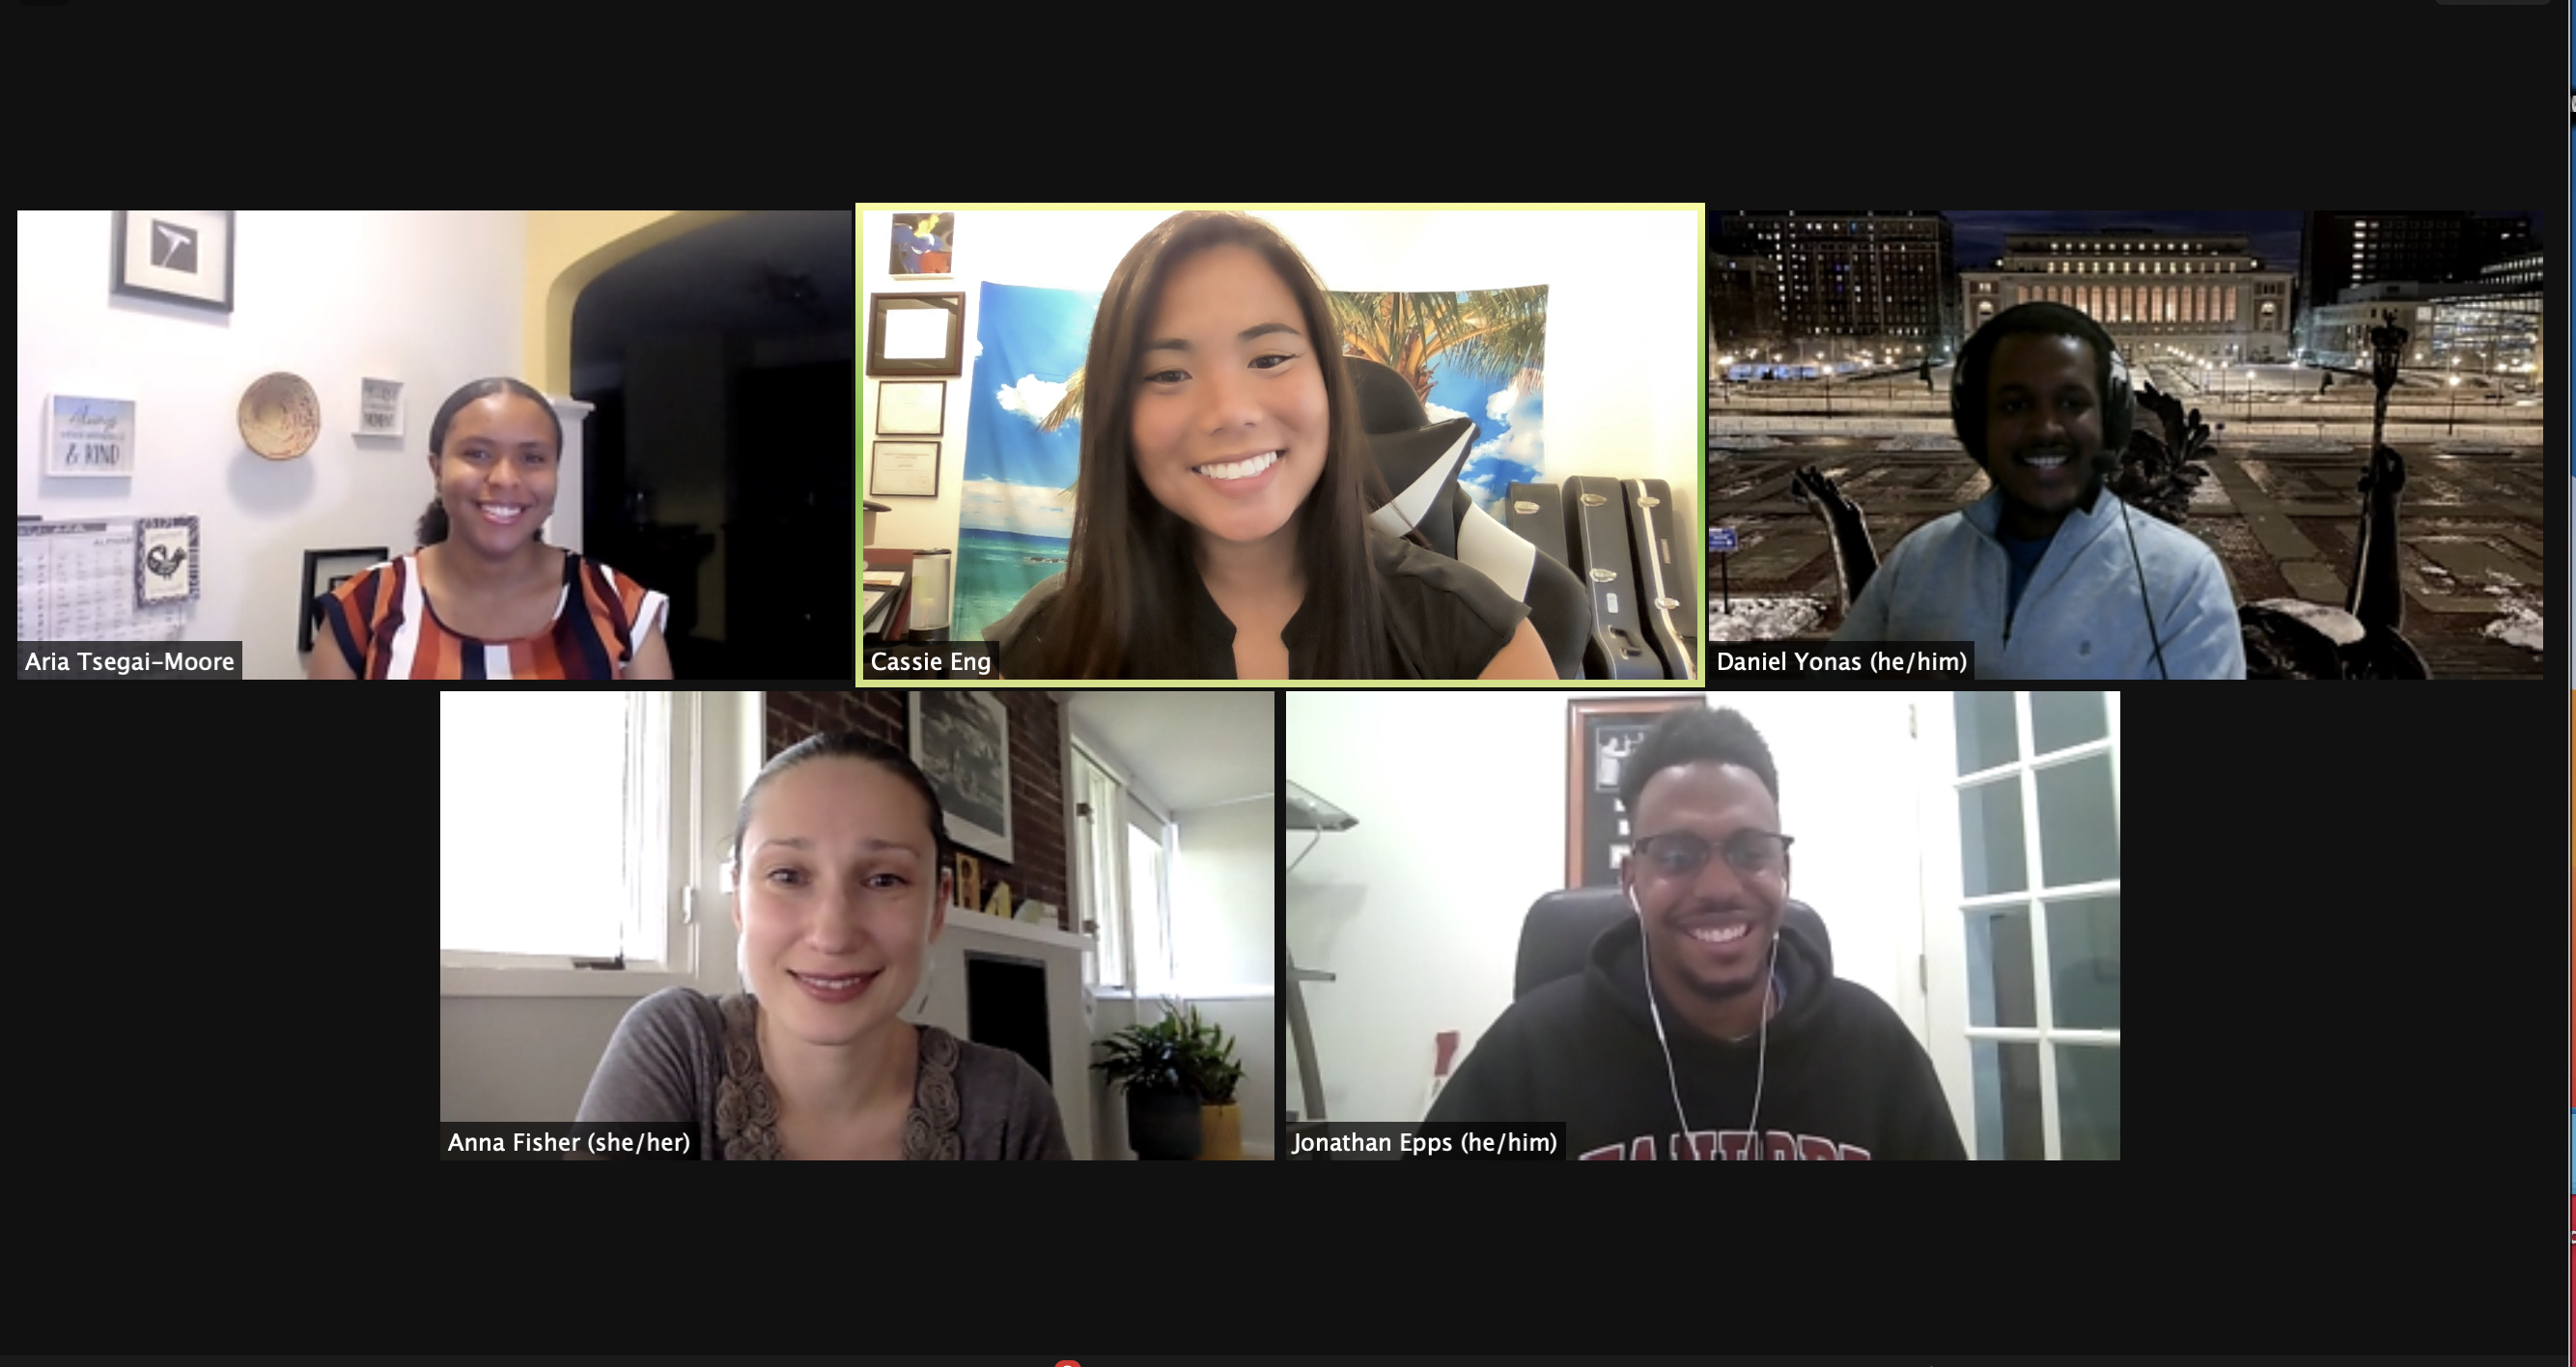 Always
& KIND
Aria Tsegai-Moore
Cassie Eng
Daniel Yonas (he/him)
Anna Fisher (she/her)
Jonathan Epps (he/him)